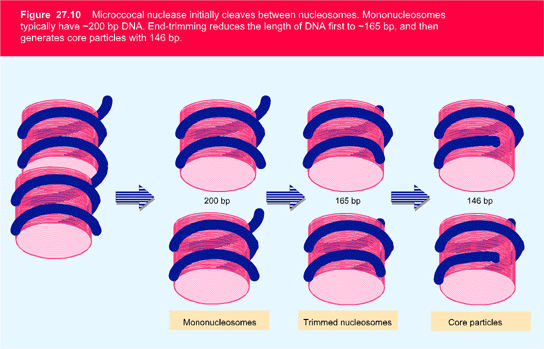 Figure 27.10 Microccocal nuclease initially cleaves between nucleosomes. Mononucleosomes
typically have ~200 bp DNA. End-trimming reduces the length of DNA first to ~165 bp, and then
generates core particles with 146 bp.
200 bp 165 bp 146 bp
Mononucleosomes Trimmed nucleosomes Core particles